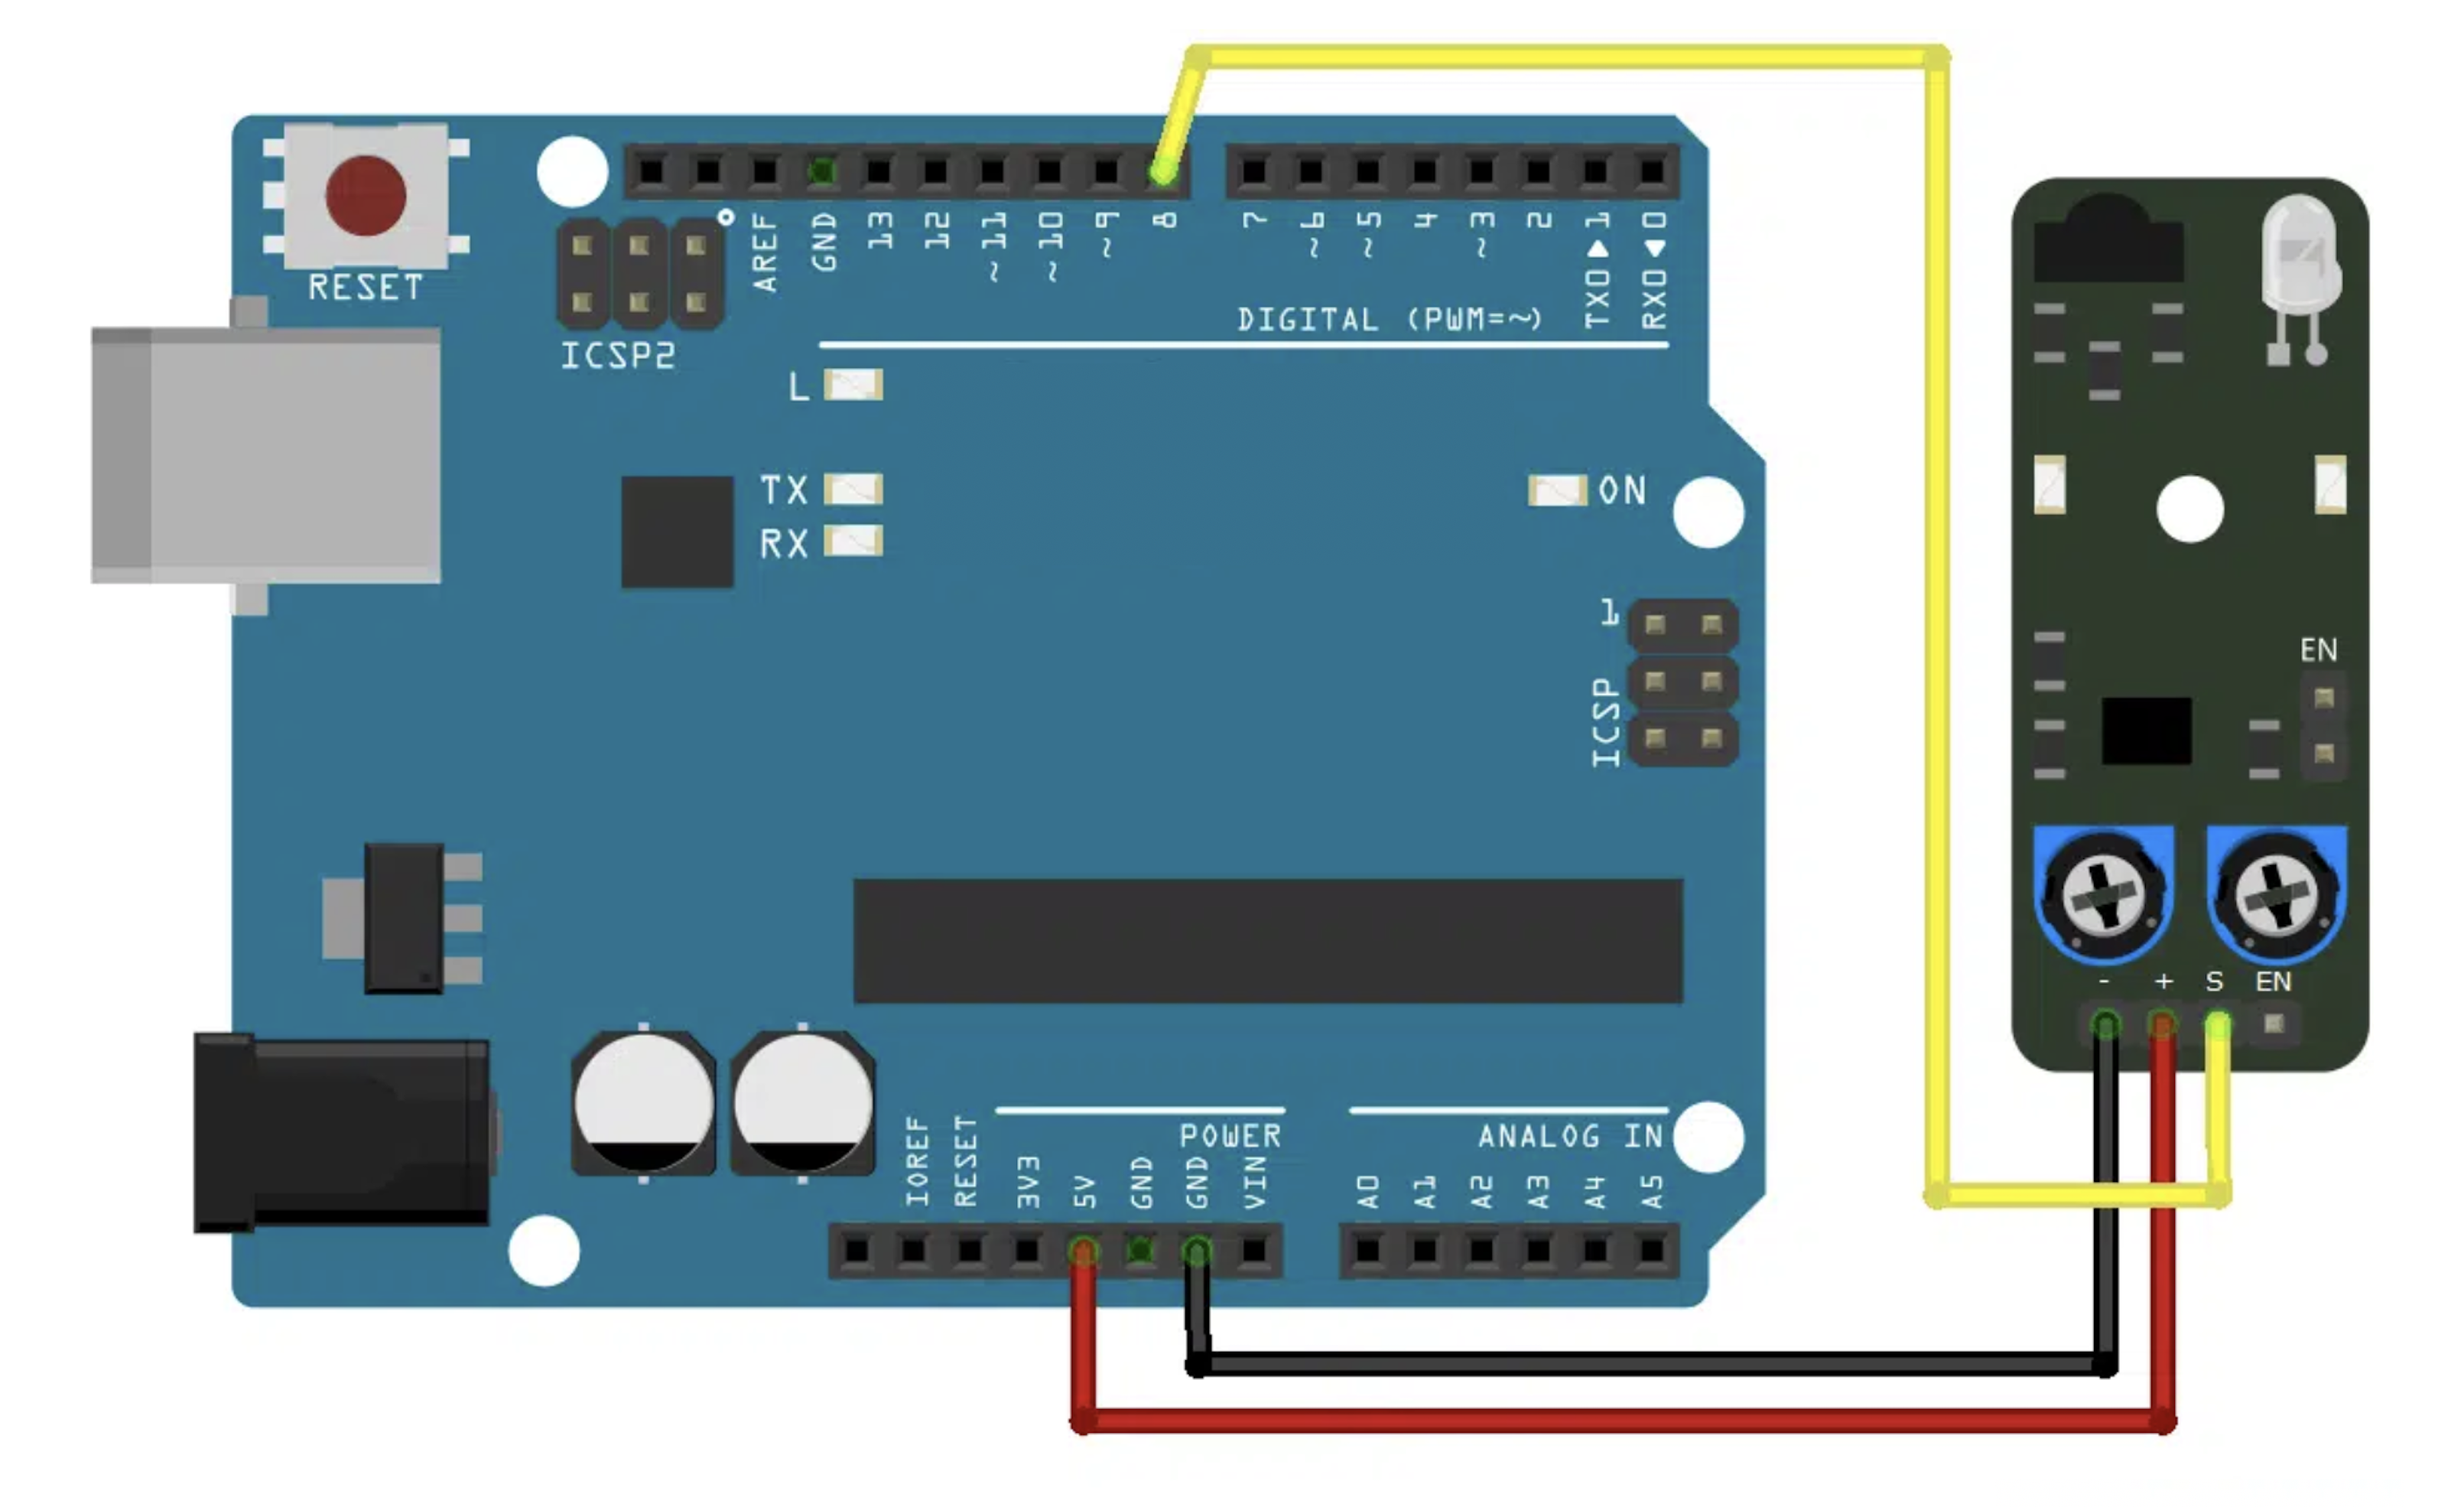 RESET
ICSP2
AREF
GND
13
12
~11
~10
~9
8
7
~6
~5
4
~3
2
TX0▶1
RX0◀0
DIGITAL (PWM=~)
L
TX
RX
ON
1
ICSP
EN
- + S EN
POWER
ANALOG IN
IOREF
RESET
3V3
5V
GND
GND
VIN
A0
A1
A2
A3
A4
A5